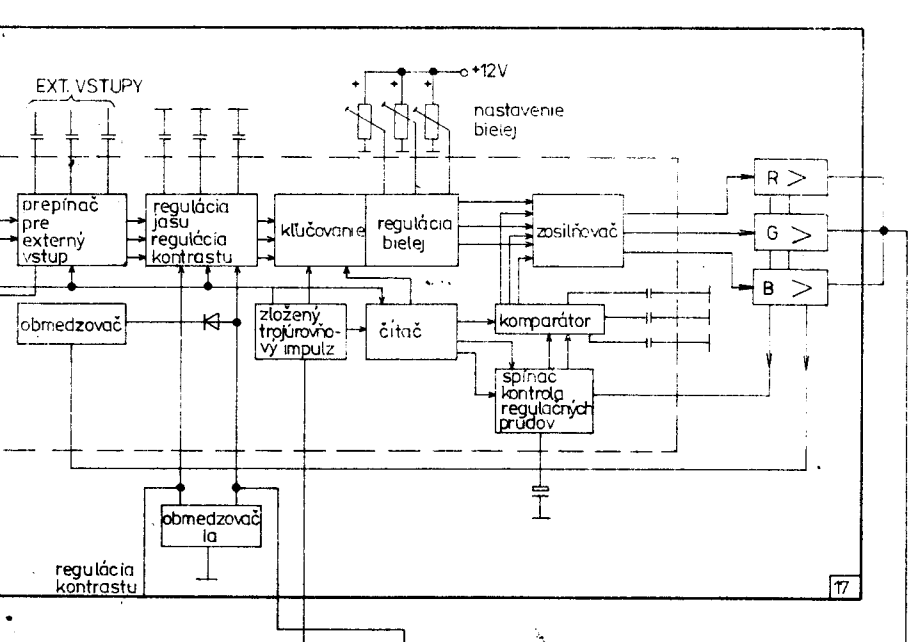 EXT. VSTUPY
+12V
+
+
+
nastavenie
bielej
R >
G >
B >
prepínač
pre
externý
vstup
regulácia
jasu
regulácia
kontrastu
kľúčovanie
regulácia
bielej
zosilňovač
obmedzovač
zložený
trojúrovňo-
vý impulz
čítač
komparátor
spínač
kontrola
regulačných
prúdov
obmedzovač
Ia
regulácia
kontrastu
17